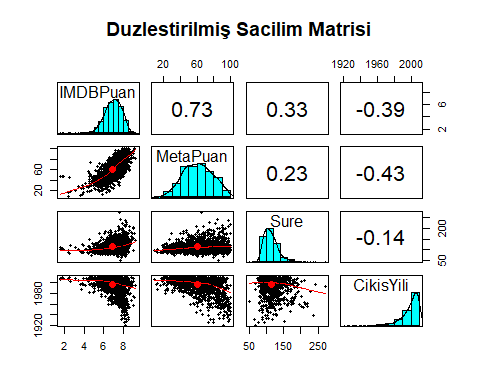 Duzlestirilmiş Sacilim Matrisi
20 60 100
1920 1960 2000
IMDBPuan
0.73
0.33
-0.39
2 6
20 60
MetaPuan
0.23
-0.43
Sure
-0.14
50 200
1920 1980
CikisYili
2 4 6 8
50 150 250